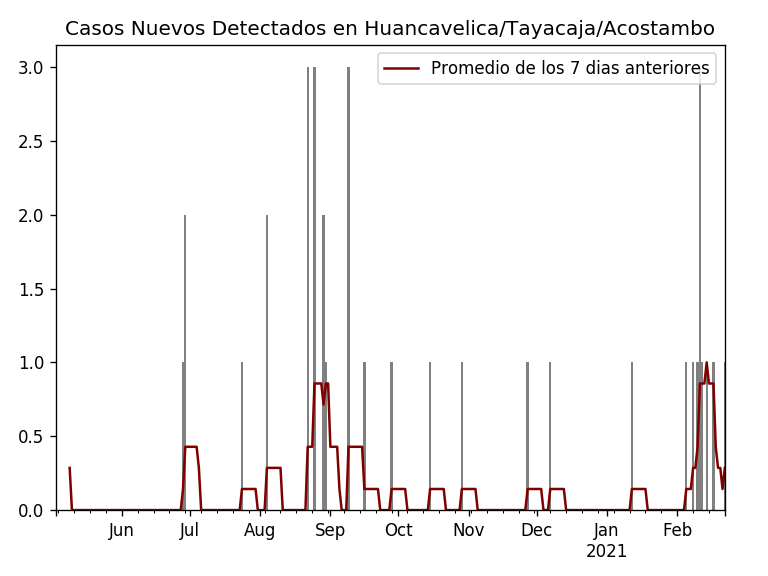 Casos Nuevos Detectados en Huancavelica/Tayacaja/Acostambo
Promedio de los 7 dias anteriores
3.0
2.5
2.0
1.5
1.0
0.5
0.0
Jun Jul Aug Sep Oct Nov Dec Jan Feb
2021